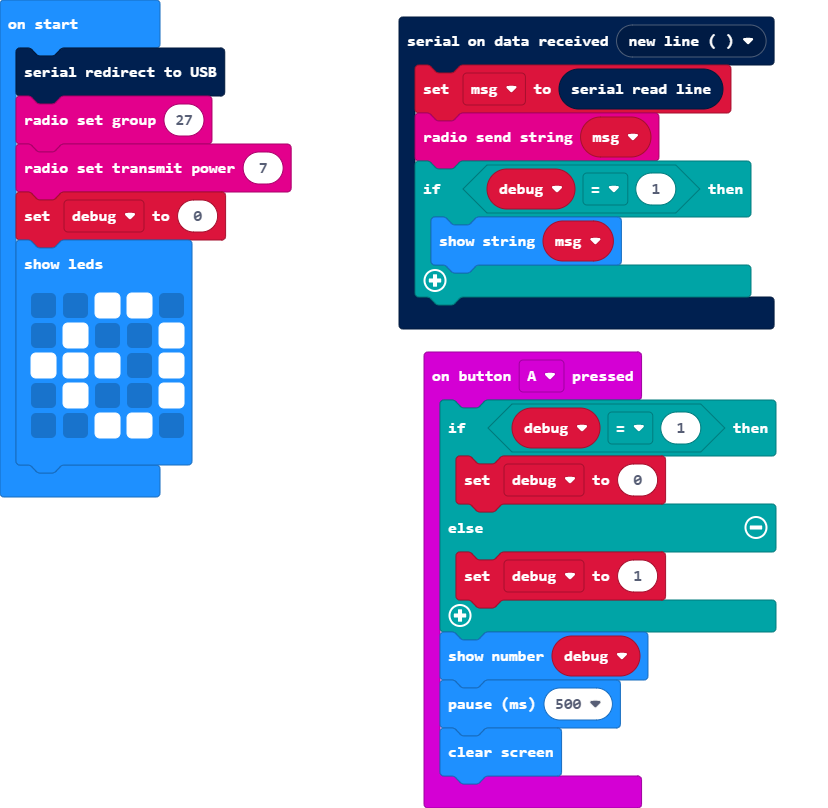 on start
serial redirect to USB
radio set group 27
radio set transmit power 7
set debug to 0
show leds
serial on data received new line ( )
set msg to serial read line
radio send string msg
if debug = 1 then
show string msg
on button A pressed
if debug = 1 then
set debug to 0
else
set debug to 1
show number debug
pause (ms) 500
clear screen